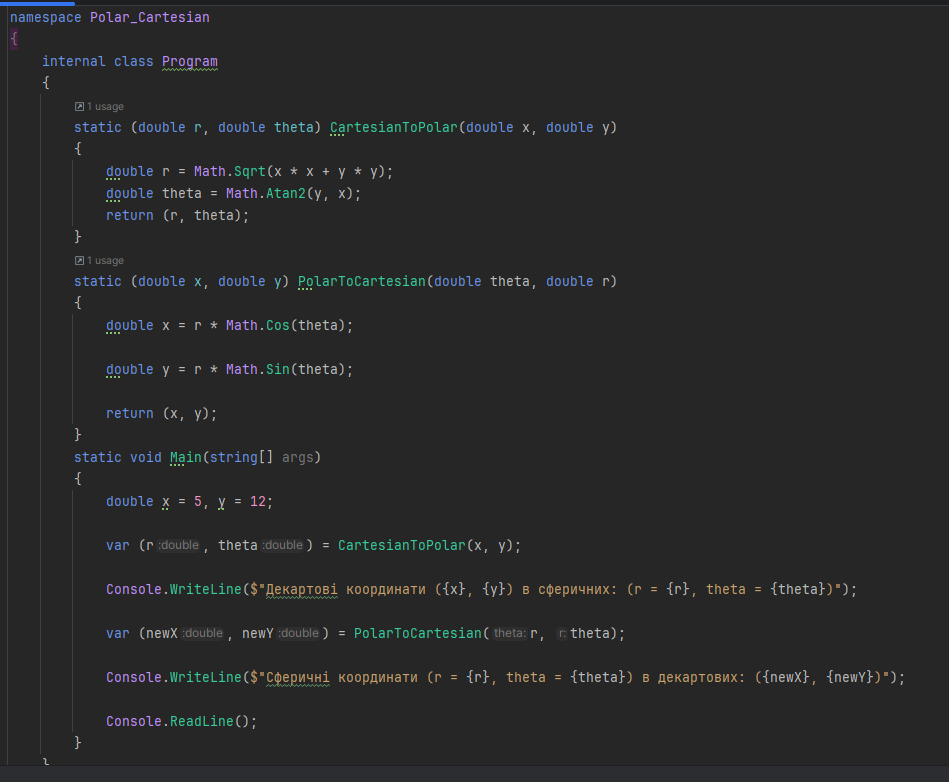 namespace Polar_Cartesian
{
internal class Program
{
1 usage
static (double r, double theta) CartesianToPolar(double x, double y)
{
double r = Math.Sqrt(x * x + y * y);
double theta = Math.Atan2(y, x);
return (r, theta);
}
1 usage
static (double x, double y) PolarToCartesian(double theta, double r)
{
double x = r * Math.Cos(theta);
double y = r * Math.Sin(theta);
return (x, y);
}
static void Main(string[] args)
{
double x = 5, y = 12;
var (r :double , theta :double ) = CartesianToPolar(x, y);
Console.WriteLine($"Декартові координати ({x}, {y}) в сферичних: (r = {r}, theta = {theta})");
var (newX :double , newY :double ) = PolarToCartesian( theta: r, r: theta);
Console.WriteLine($"Сферичні координати (r = {r}, theta = {theta}) в декартових: ({newX}, {newY})");
Console.ReadLine();
}
}